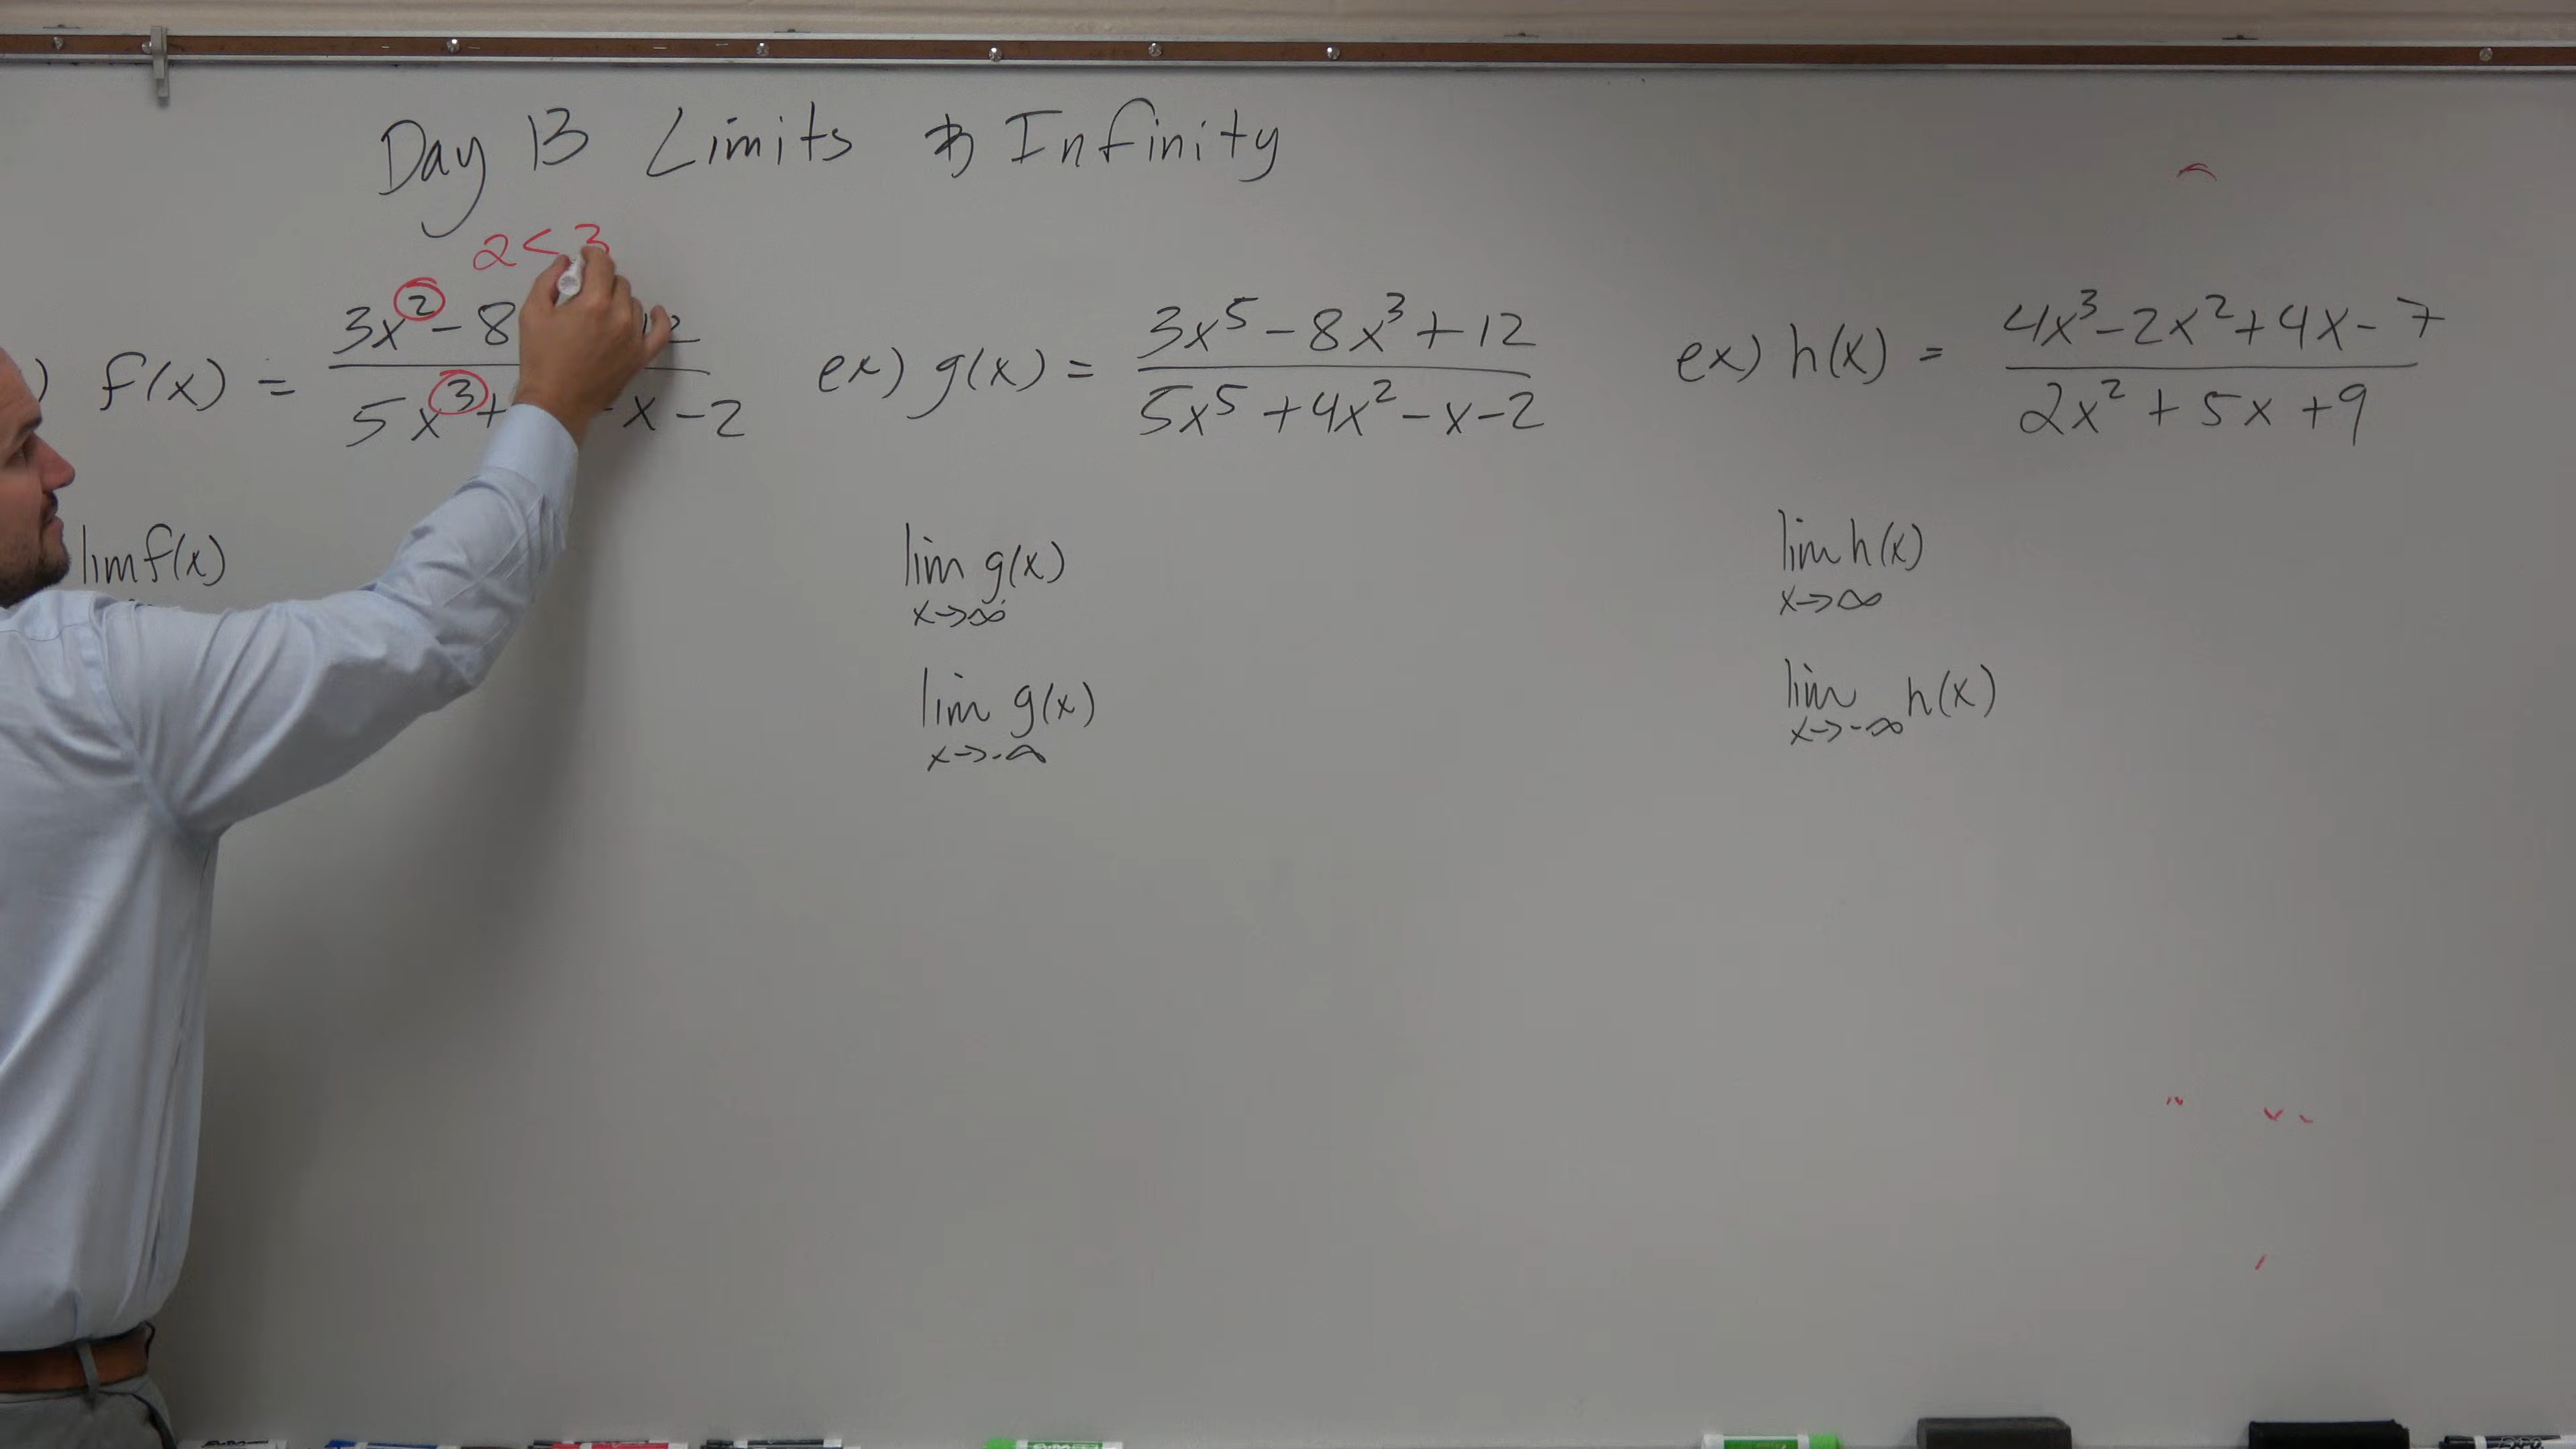 Day 13 Limits to Infinity
2 < 3
) f(x) = 3x² - 8 12
5x³ + - x - 2
ex) g(x) = 3x⁵ - 8x³ + 12
5x⁵ + 4x² - x - 2
ex) h(x) = 4x³ - 2x² + 4x - 7
2x² + 5x + 9
lim f(x)
lim g(x)
x→∞
lim g(x)
x→-∞
lim h(x)
x→∞
lim h(x)
x→-∞